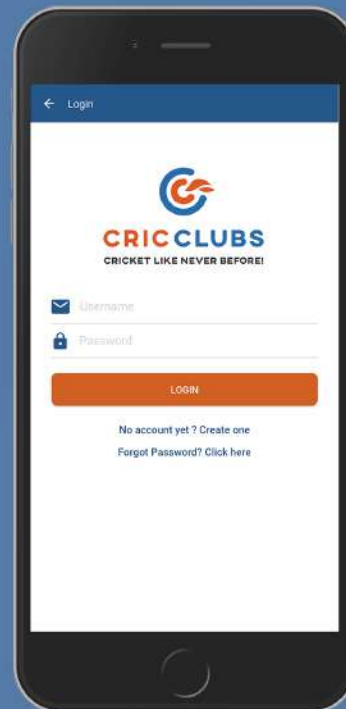 Login
CRICCLUBS
CRICKET LIKE NEVER BEFORE!
Username
Password
LOGIN
No account yet ? Create one
Forgot Password? Click here